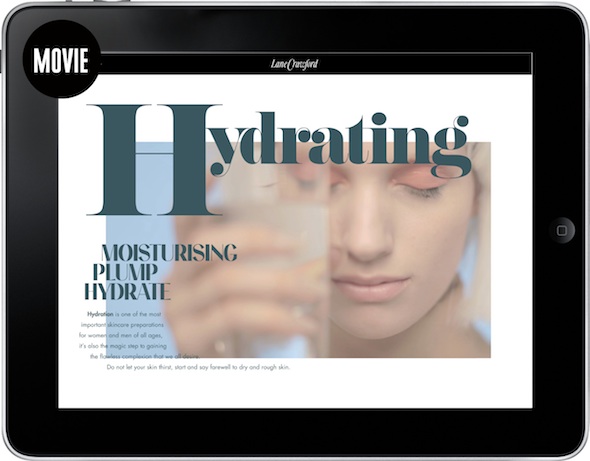 MOVIE
Lane Crawford
Hydrating
MOISTURISING
PLUMP
HYDRATE
Hydration is one of the most
important skincare preparations
for women and men of all ages,
it's also the magic step to gaining
the flawless complexion that we all desire.
Do not let your skin thirst, start and say farewell to dry and rough skin.